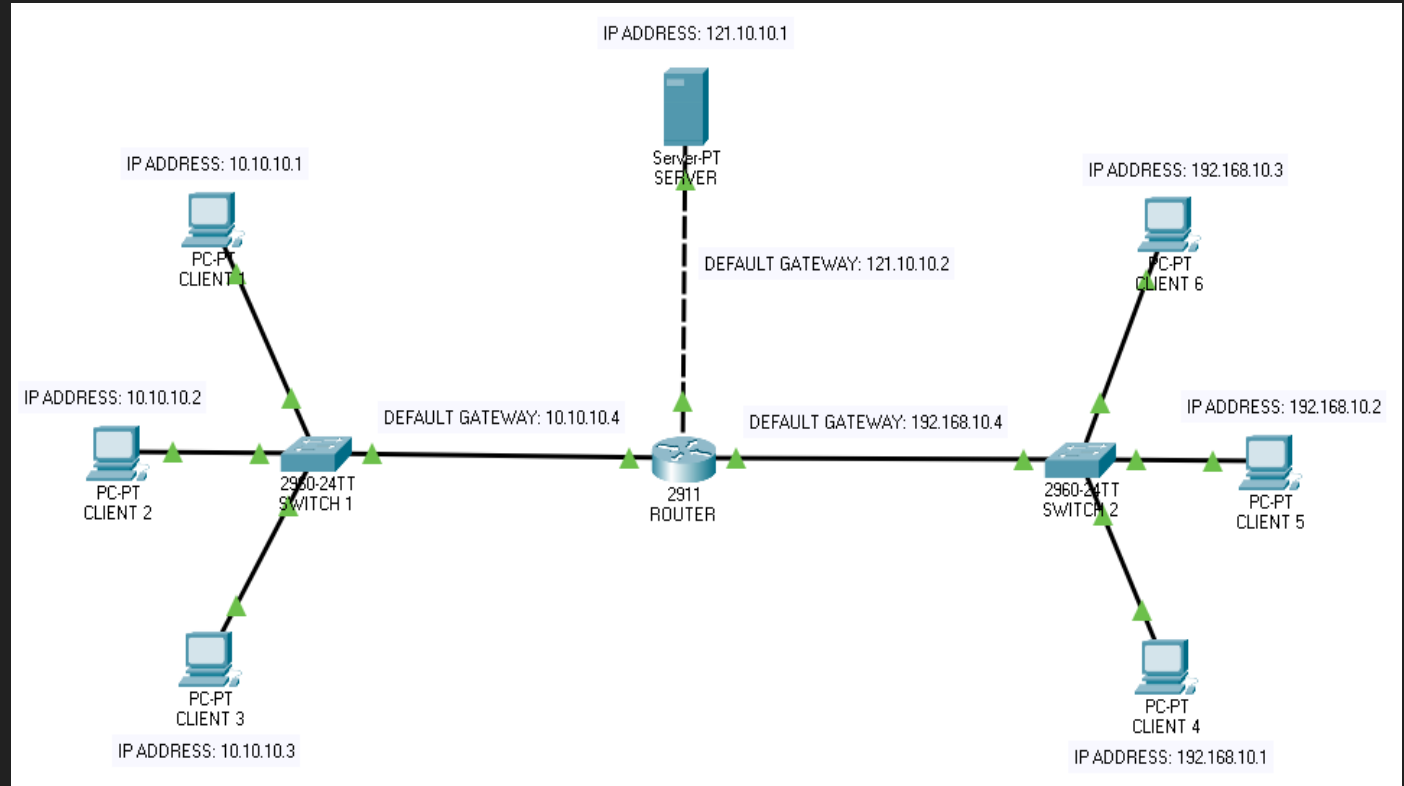 IP ADDRESS: 121.10.10.1
Server-PT
SERVER
IP ADDRESS: 10.10.10.1
PC-PT
CLIENT 1
IP ADDRESS: 192.168.10.3
PC-PT
CLIENT 6
DEFAULT GATEWAY: 121.10.10.2
IP ADDRESS: 10.10.10.2
PC-PT
CLIENT 2
DEFAULT GATEWAY: 10.10.10.4
DEFAULT GATEWAY: 192.168.10.4
IP ADDRESS: 192.168.10.2
PC-PT
CLIENT 5
2960-24TT
SWITCH 1
2911
ROUTER
2960-24TT
SWITCH 2
PC-PT
CLIENT 3
IP ADDRESS: 10.10.10.3
PC-PT
CLIENT 4
IP ADDRESS: 192.168.10.1